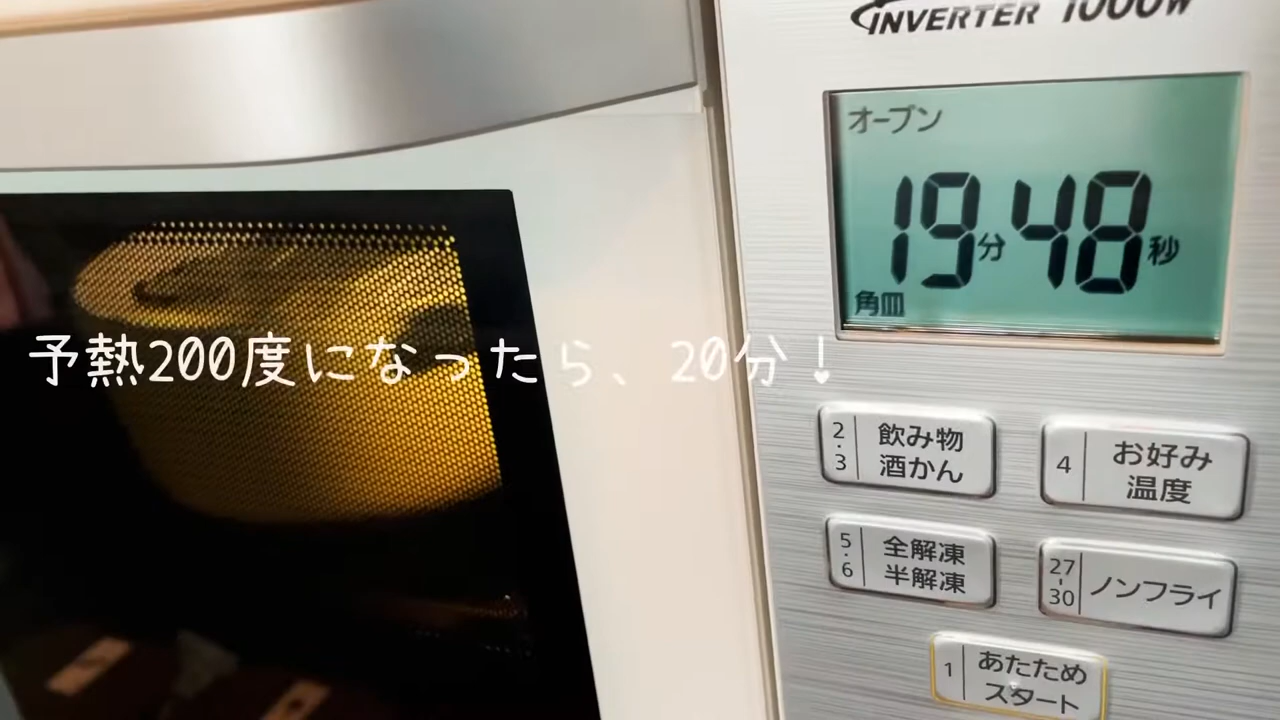 INVERTER 1000W
オーブン
19分48秒
角皿
予熱200度になったら、20分!
2・3 飲み物
酒かん
4 お好み
温度
5・6 全解凍
半解凍
27-30 ノンフライ
1 あたため
スタート